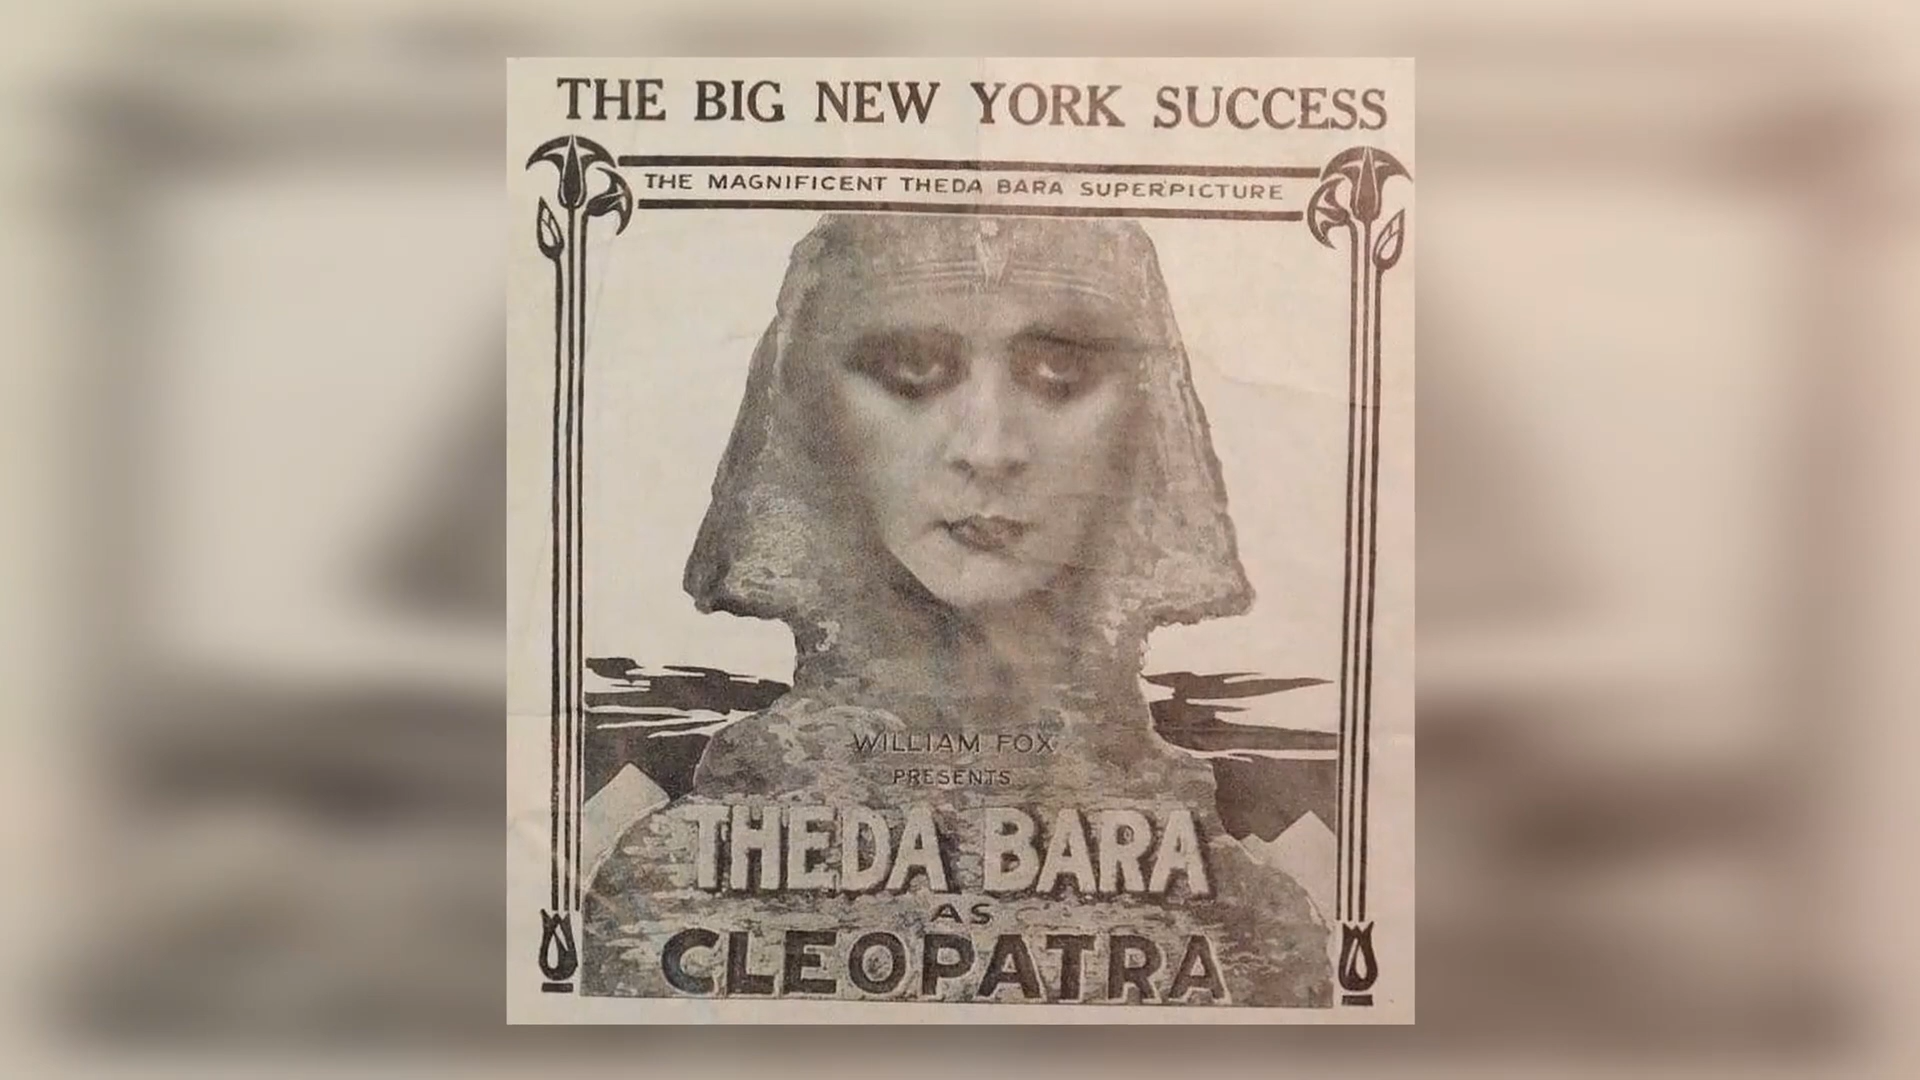 THE BIG NEW YORK SUCCESS
THE MAGNIFICENT THEDA BARA SUPERPICTURE
WILLIAM FOX
PRESENTS
THEDA BARA
AS
CLEOPATRA